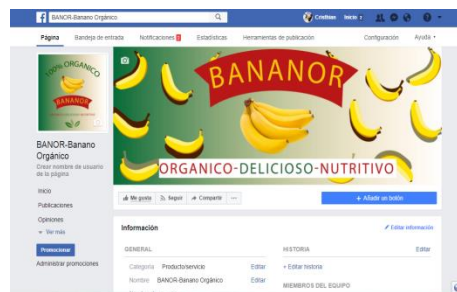 BANOR-Banano Orgánico
Cristhian Inicio
Página Bandeja de entrada Notificaciones Estadísticas Herramientas de publicación Configuración Ayuda
100% ORGANICO
BANANOR
BANANOR
ORGANICO-DELICIOSO-NUTRITIVO
BANOR-Banano
Orgánico
Crear nombre de usuario
de la página
Inicio
Publicaciones
Opiniones
Ver más
Promocionar
Administrar promociones
Me gusta Seguir Compartir ...
+ Añadir un botón
Información Editar información
GENERAL HISTORIA Editar
Categoría Producto/servicio Editar + Editar historia
Nombre BANOR-Banano Orgánico Editar
MIEMBROS DEL EQUIPO